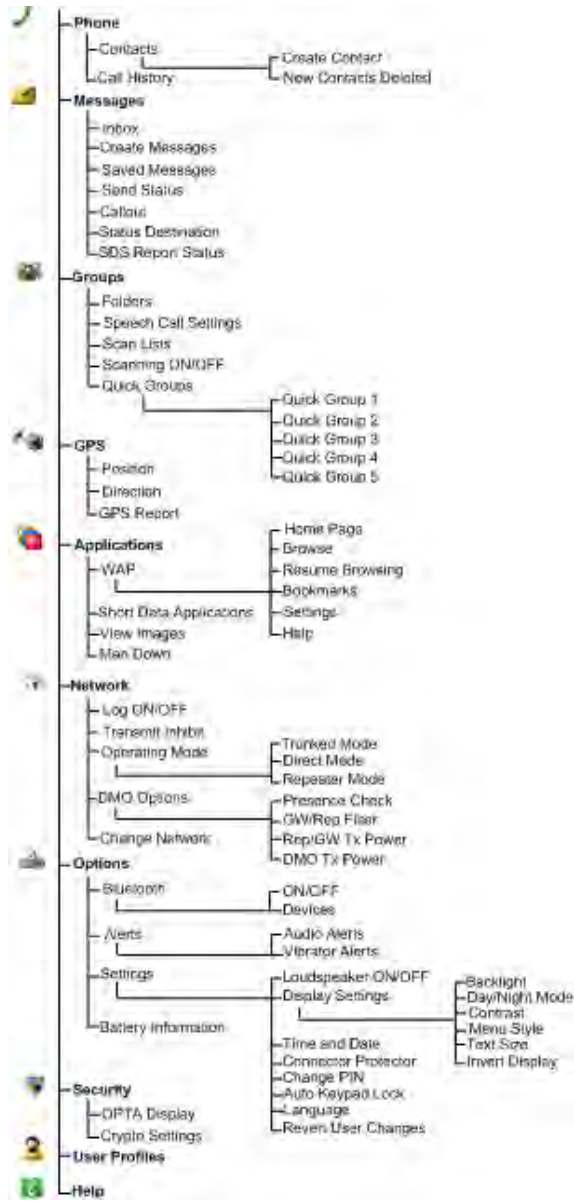 Phone
Contacts
Create Contact
New Contacts Deleted
Call History
Messages
Inbox
Create Messages
Saved Messages
Send Status
Callout
Status Destination
SDS Report Status
Groups
Folders
Speech Call Settings
Scan Lists
Scanning ON/OFF
Quick Groups
Quick Group 1
Quick Group 2
Quick Group 3
Quick Group 4
Quick Group 5
GPS
Position
Direction
GPS Report
Applications
WAP
Home Page
Browse
Resume Browsing
Bookmarks
Settings
Help
Short Data Applications
View Images
Man Down
Network
Log ON/OFF
Transmit Inhibit
Operating Mode
Trunked Mode
Direct Mode
Repeater Mode
DMO Options
Presence Check
GW/Rep Filter
Rep/GW Tx Power
DMO Tx Power
Change Network
Options
Bluetooth
ON/OFF
Devices
Alerts
Audio Alerts
Vibrator Alerts
Settings
Loudspeaker ON/OFF
Display Settings
Backlight
Day/Night Mode
Contrast
Menu Style
Text Size
Invert Display
Time and Date
Connector Protector
Change PIN
Auto Keypad Lock
Language
Revert User Changes
Battery Information
Security
OPTA Display
Crypto Settings
User Profiles
Help